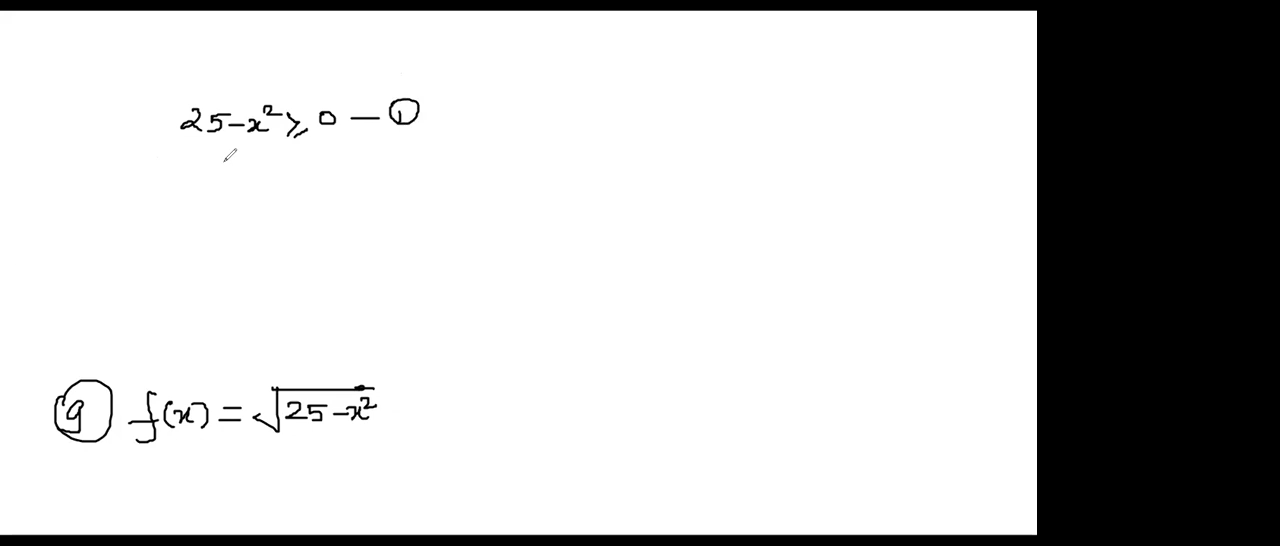 25-x² ⩾ 0 — ①
⑨ f(x) = √(25-x²)